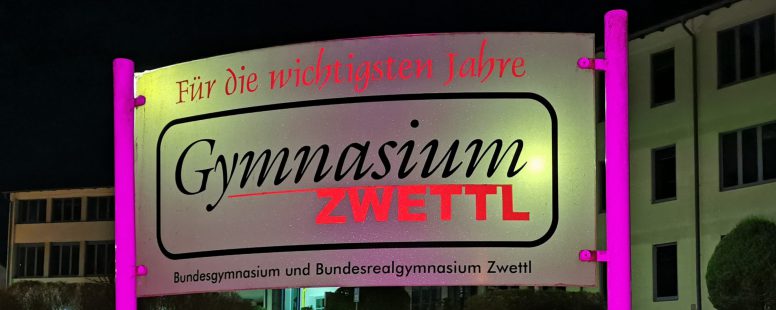 Für die wichtigsten Jahre
Gymnasium
ZWETTL
Bundesgymnasium und Bundesrealgymnasium Zwettl